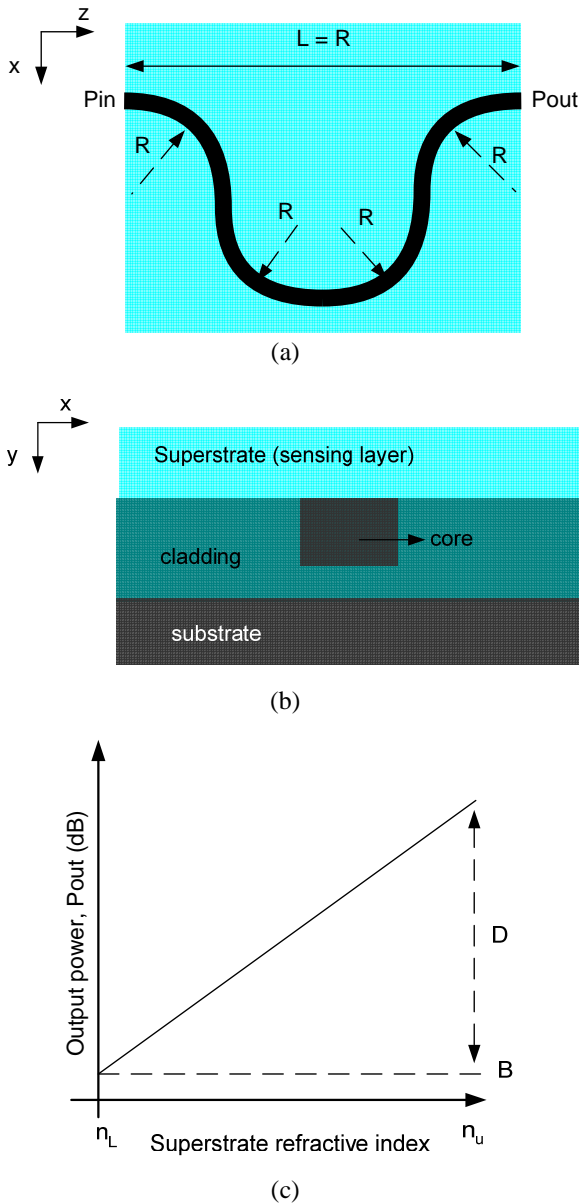 z
x
L = R
Pin
Pout
R
R
R
R
(a)
x
y
Superstrate (sensing layer)
core
cladding
substrate
(b)
Output power, Pout (dB)
D
B
nL
Superstrate refractive index
nu
(c)